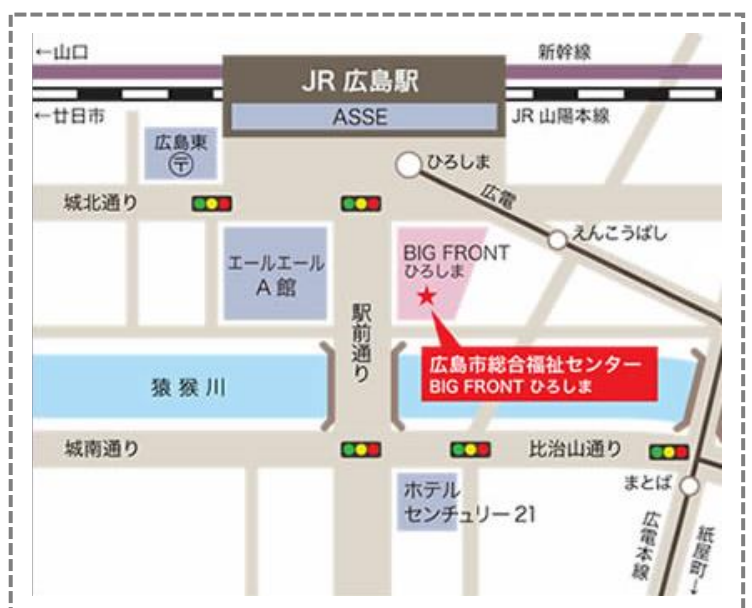 ←山口
新幹線
JR 広島駅
ASSE
←廿日市
JR 山陽本線
広島東
〒
ひろしま
広電
城北通り
えんこうばし
エールエール
A 館
BIG FRONT
ひろしま
駅前通り
広島市総合福祉センター
BIG FRONT ひろしま
猿猴川
城南通り
比治山通り
ホテル
センチュリー 21
まとば
広電本線
紙屋町→